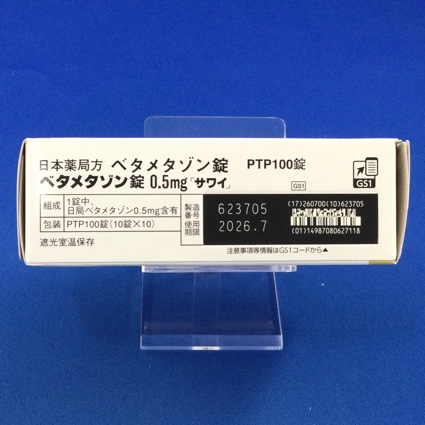 日本薬局方 ベタメタゾン錠 PTP100錠
ベタメタゾン錠 0.5mg「サワイ」
GS1
GS1
組成 1錠中、
日局ベタメタゾン0.5mg含有
包装 PTP100錠(10錠×10)
遮光室温保存
製造番号 623705
使用期限 2026.7
(17)260700(10)623705
(01)14987080627118
注意事項等情報はGS1コードから▲